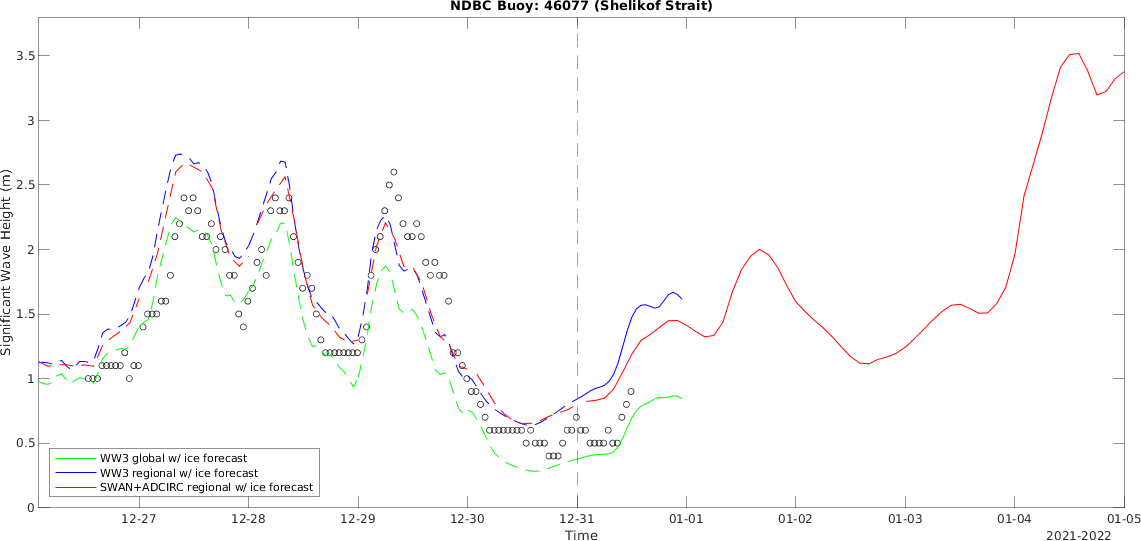 NDBC Buoy: 46077 (Shelikof Strait)
3.5
3
2.5
2
1.5
1
0.5
0
Significant Wave Height (m)
WW3 global w/ ice forecast
WW3 regional w/ ice forecast
SWAN+ADCIRC regional w/ ice forecast
12-27 12-28 12-29 12-30 12-31 01-01 01-02 01-03 01-04 01-05
Time
2021-2022